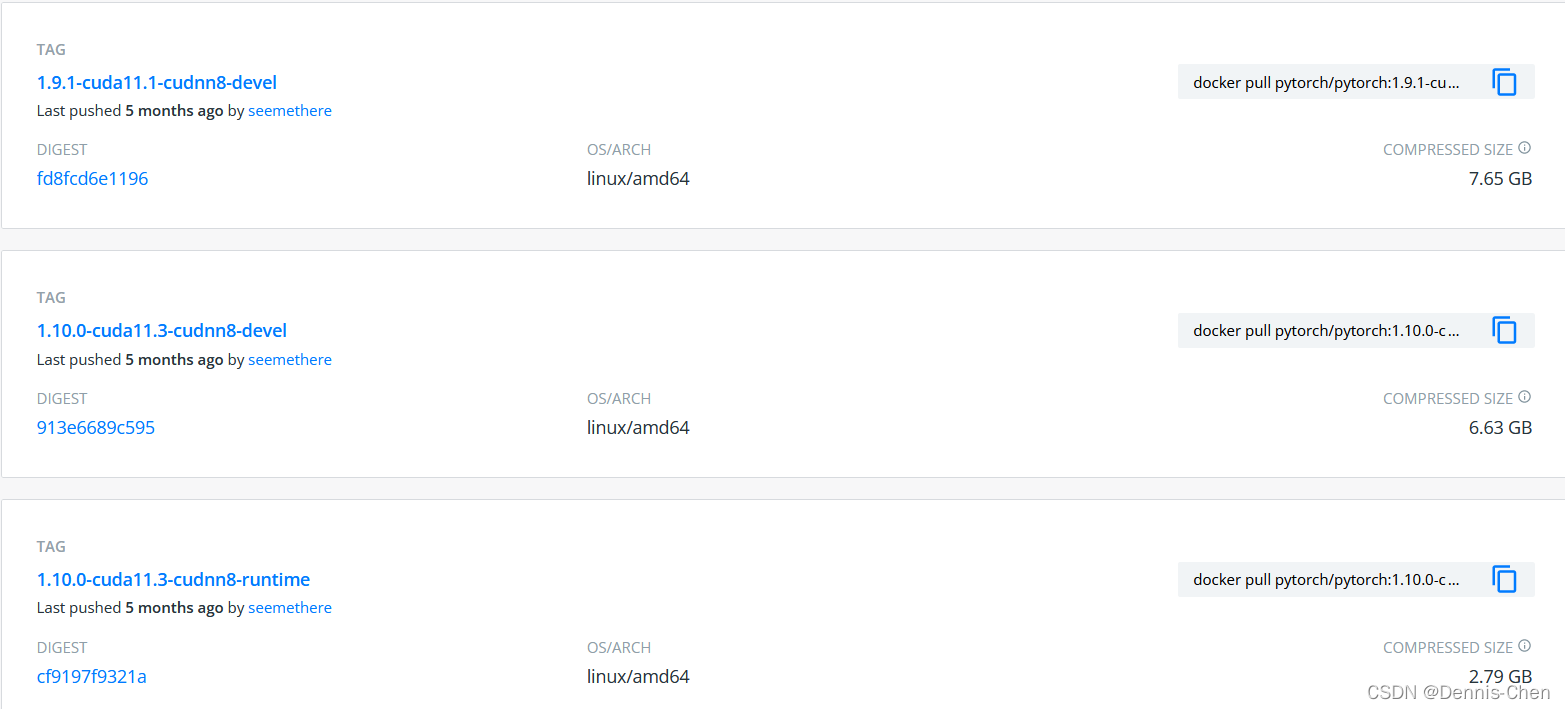 TAG
1.9.1-cuda11.1-cudnn8-devel
docker pull pytorch/pytorch:1.9.1-cu...
Last pushed 5 months ago by seemethere
DIGEST OS/ARCH COMPRESSED SIZE
fd8fcd6e1196 linux/amd64 7.65 GB
TAG
1.10.0-cuda11.3-cudnn8-devel
docker pull pytorch/pytorch:1.10.0-c...
Last pushed 5 months ago by seemethere
DIGEST OS/ARCH COMPRESSED SIZE
913e6689c595 linux/amd64 6.63 GB
TAG
1.10.0-cuda11.3-cudnn8-runtime
docker pull pytorch/pytorch:1.10.0-c...
Last pushed 5 months ago by seemethere
DIGEST OS/ARCH COMPRESSED SIZE
cf9197f9321a linux/amd64 2.79 GB
CSDN @Dennis-Chen